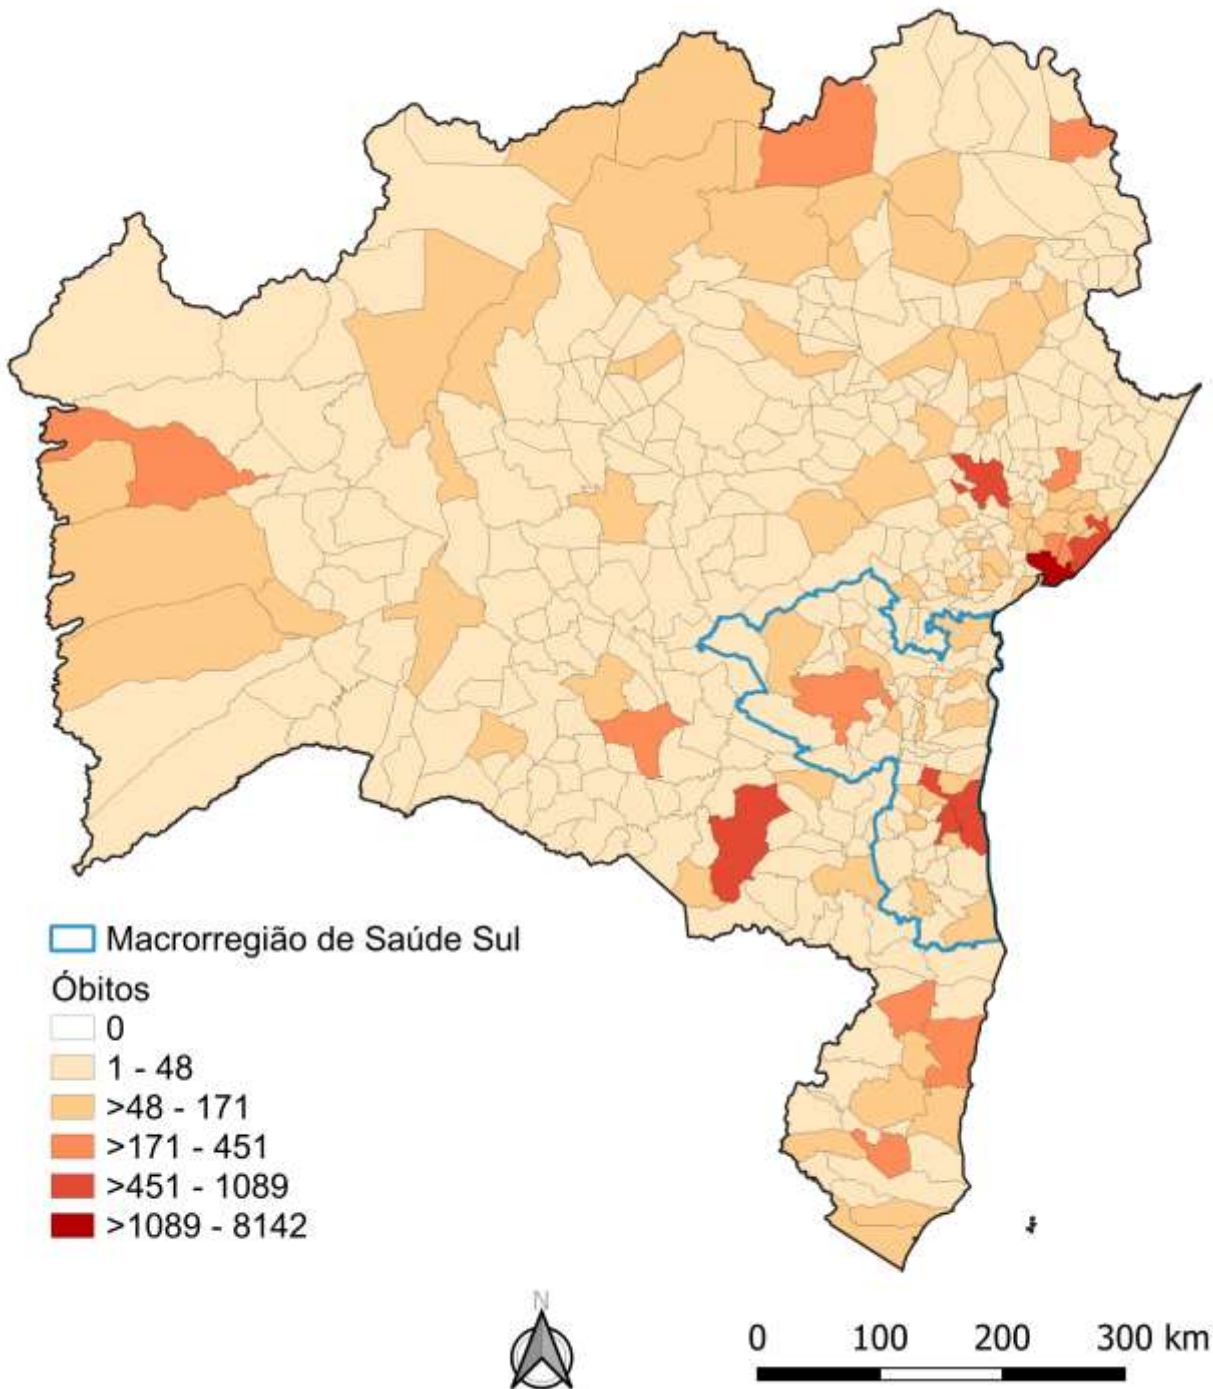 Macrorregião de Saúde Sul
Óbitos
0
1 - 48
>48 - 171
>171 - 451
>451 - 1089
>1089 - 8142
N
0 100 200 300 km